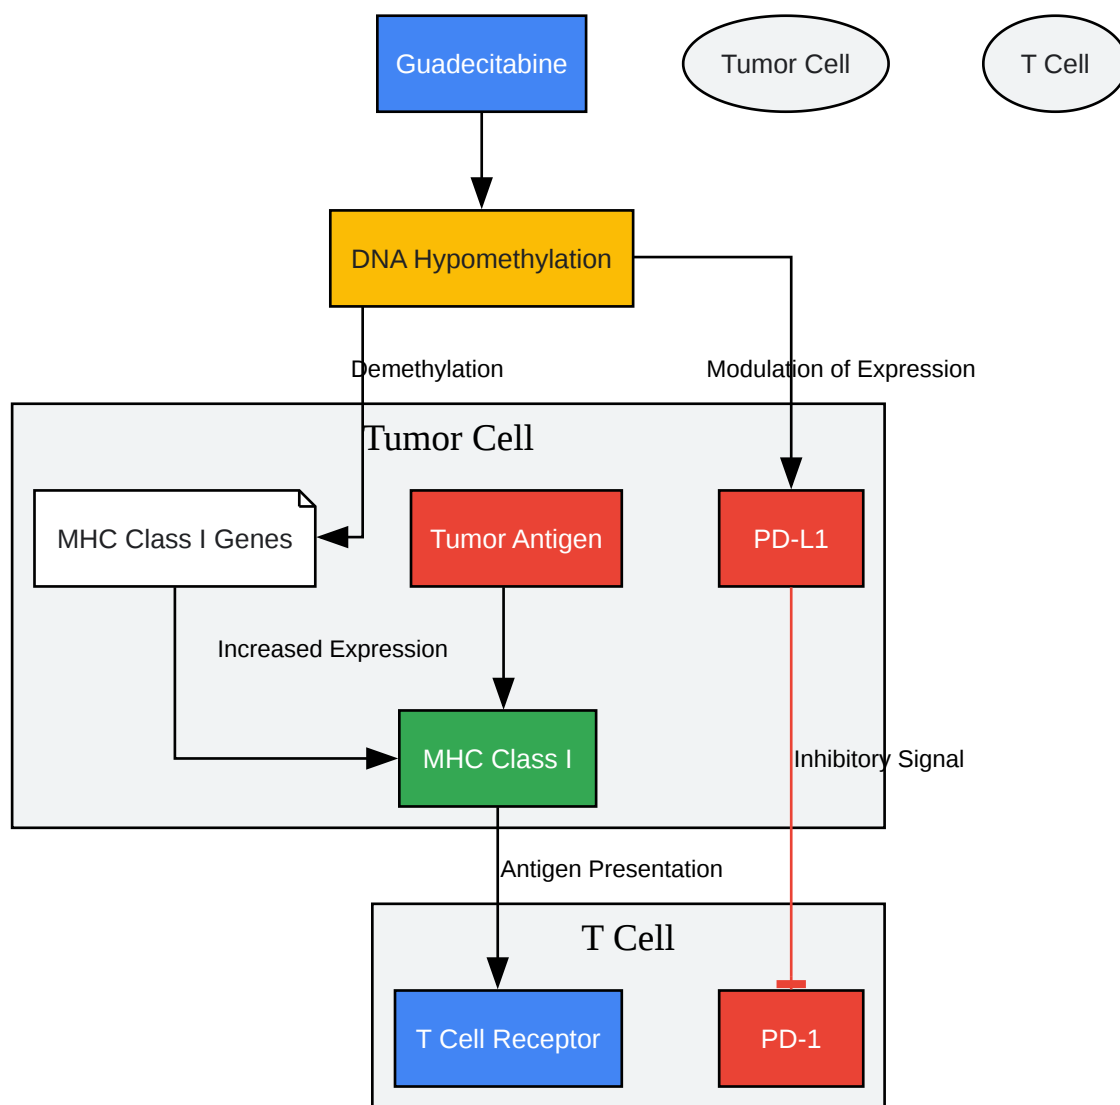 Guadecitabine
Tumor Cell
T Cell
DNA Hypomethylation
Demethylation
Modulation of Expression
Tumor Cell
MHC Class I Genes
Tumor Antigen
PD-L1
Increased Expression
MHC Class I
Inhibitory Signal
Antigen Presentation
T Cell
T Cell Receptor
PD-1